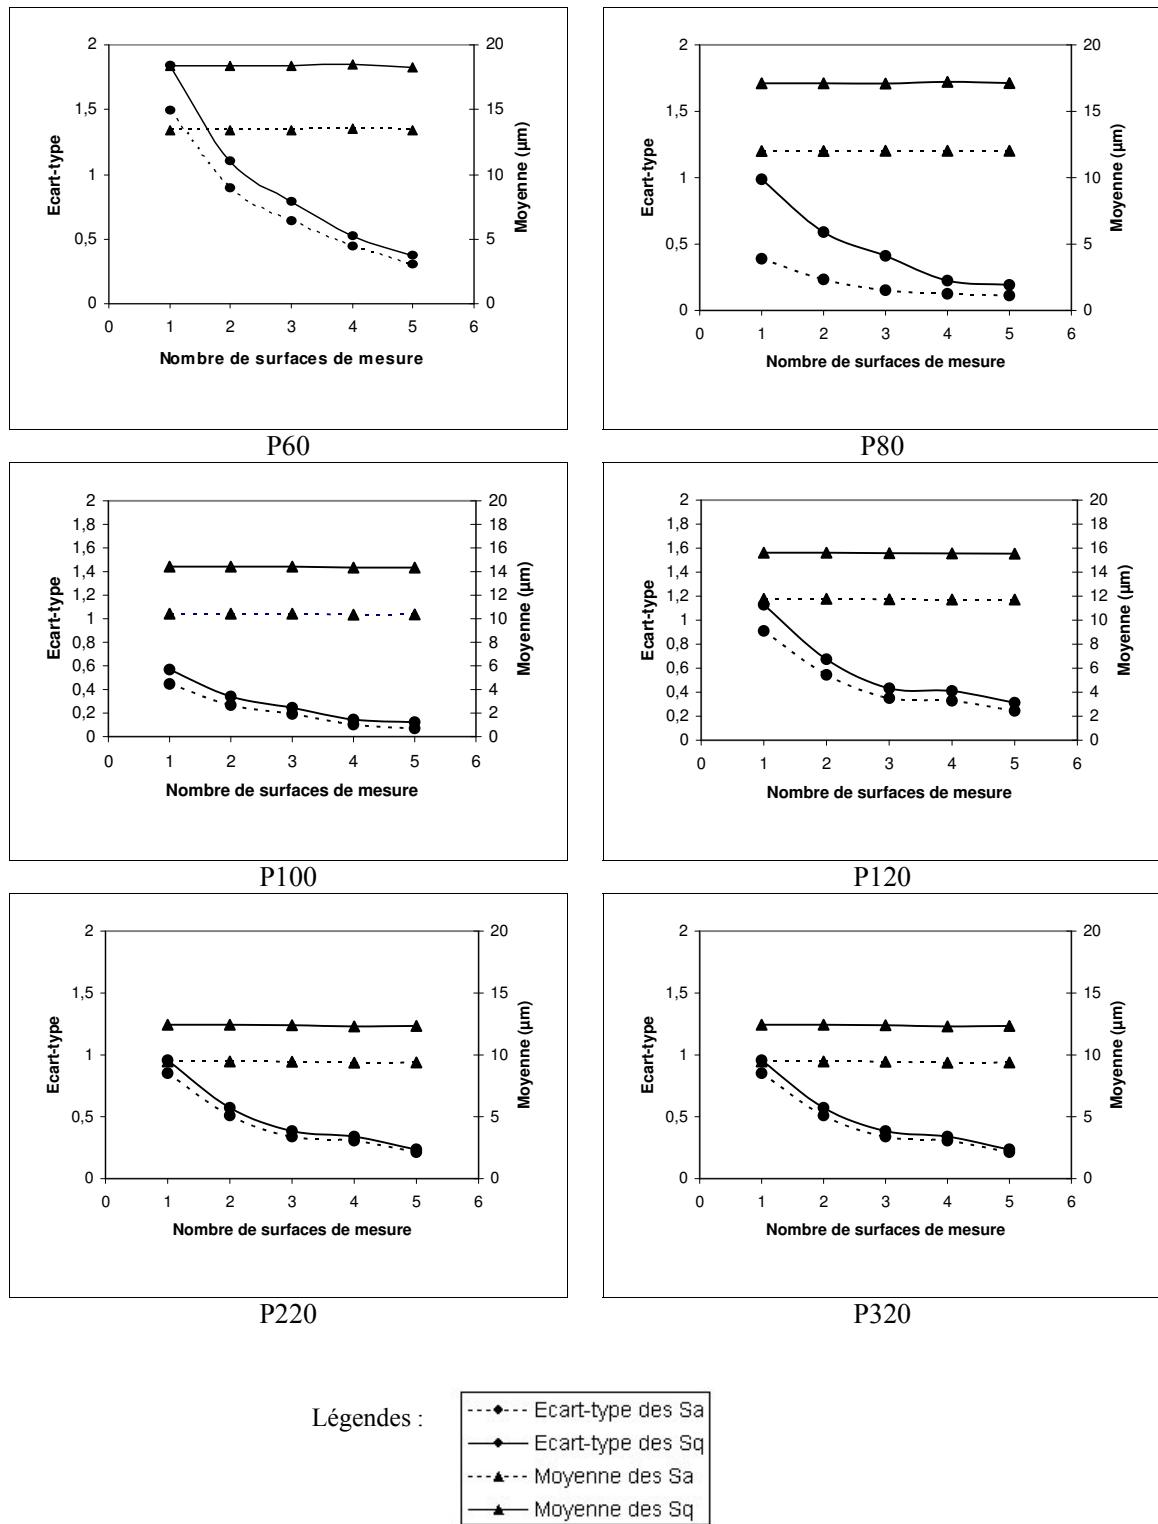 2
1,5
1
0,5
0
Ecart-type
20
15
10
5
0
Moyenne (µm)
0 1 2 3 4 5 6
Nombre de surfaces de mesure
P60
2
1,5
1
0,5
0
Ecart-type
20
15
10
5
0
Moyenne (µm)
0 1 2 3 4 5 6
Nombre de surfaces de mesure
P80
2
1,8
1,6
1,4
1,2
1
0,8
0,6
0,4
0,2
0
Ecart-type
20
18
16
14
12
10
8
6
4
2
0
Moyenne (µm)
0 1 2 3 4 5 6
Nombre de surfaces de mesure
P100
2
1,8
1,6
1,4
1,2
1
0,8
0,6
0,4
0,2
0
Ecart-type
20
18
16
14
12
10
8
6
4
2
0
Moyenne (µm)
0 1 2 3 4 5 6
Nombre de surfaces de mesure
P120
2
1,5
1
0,5
0
Ecart-type
20
15
10
5
0
Moyenne (µm)
0 1 2 3 4 5 6
Nombre de surfaces de mesure
P220
2
1,5
1
0,5
0
Ecart-type
20
15
10
5
0
Moyenne (µm)
0 1 2 3 4 5 6
Nombre de surfaces de mesure
P320
Légendes :
Ecart-type des Sa
Ecart-type des Sq
Moyenne des Sa
Moyenne des Sq